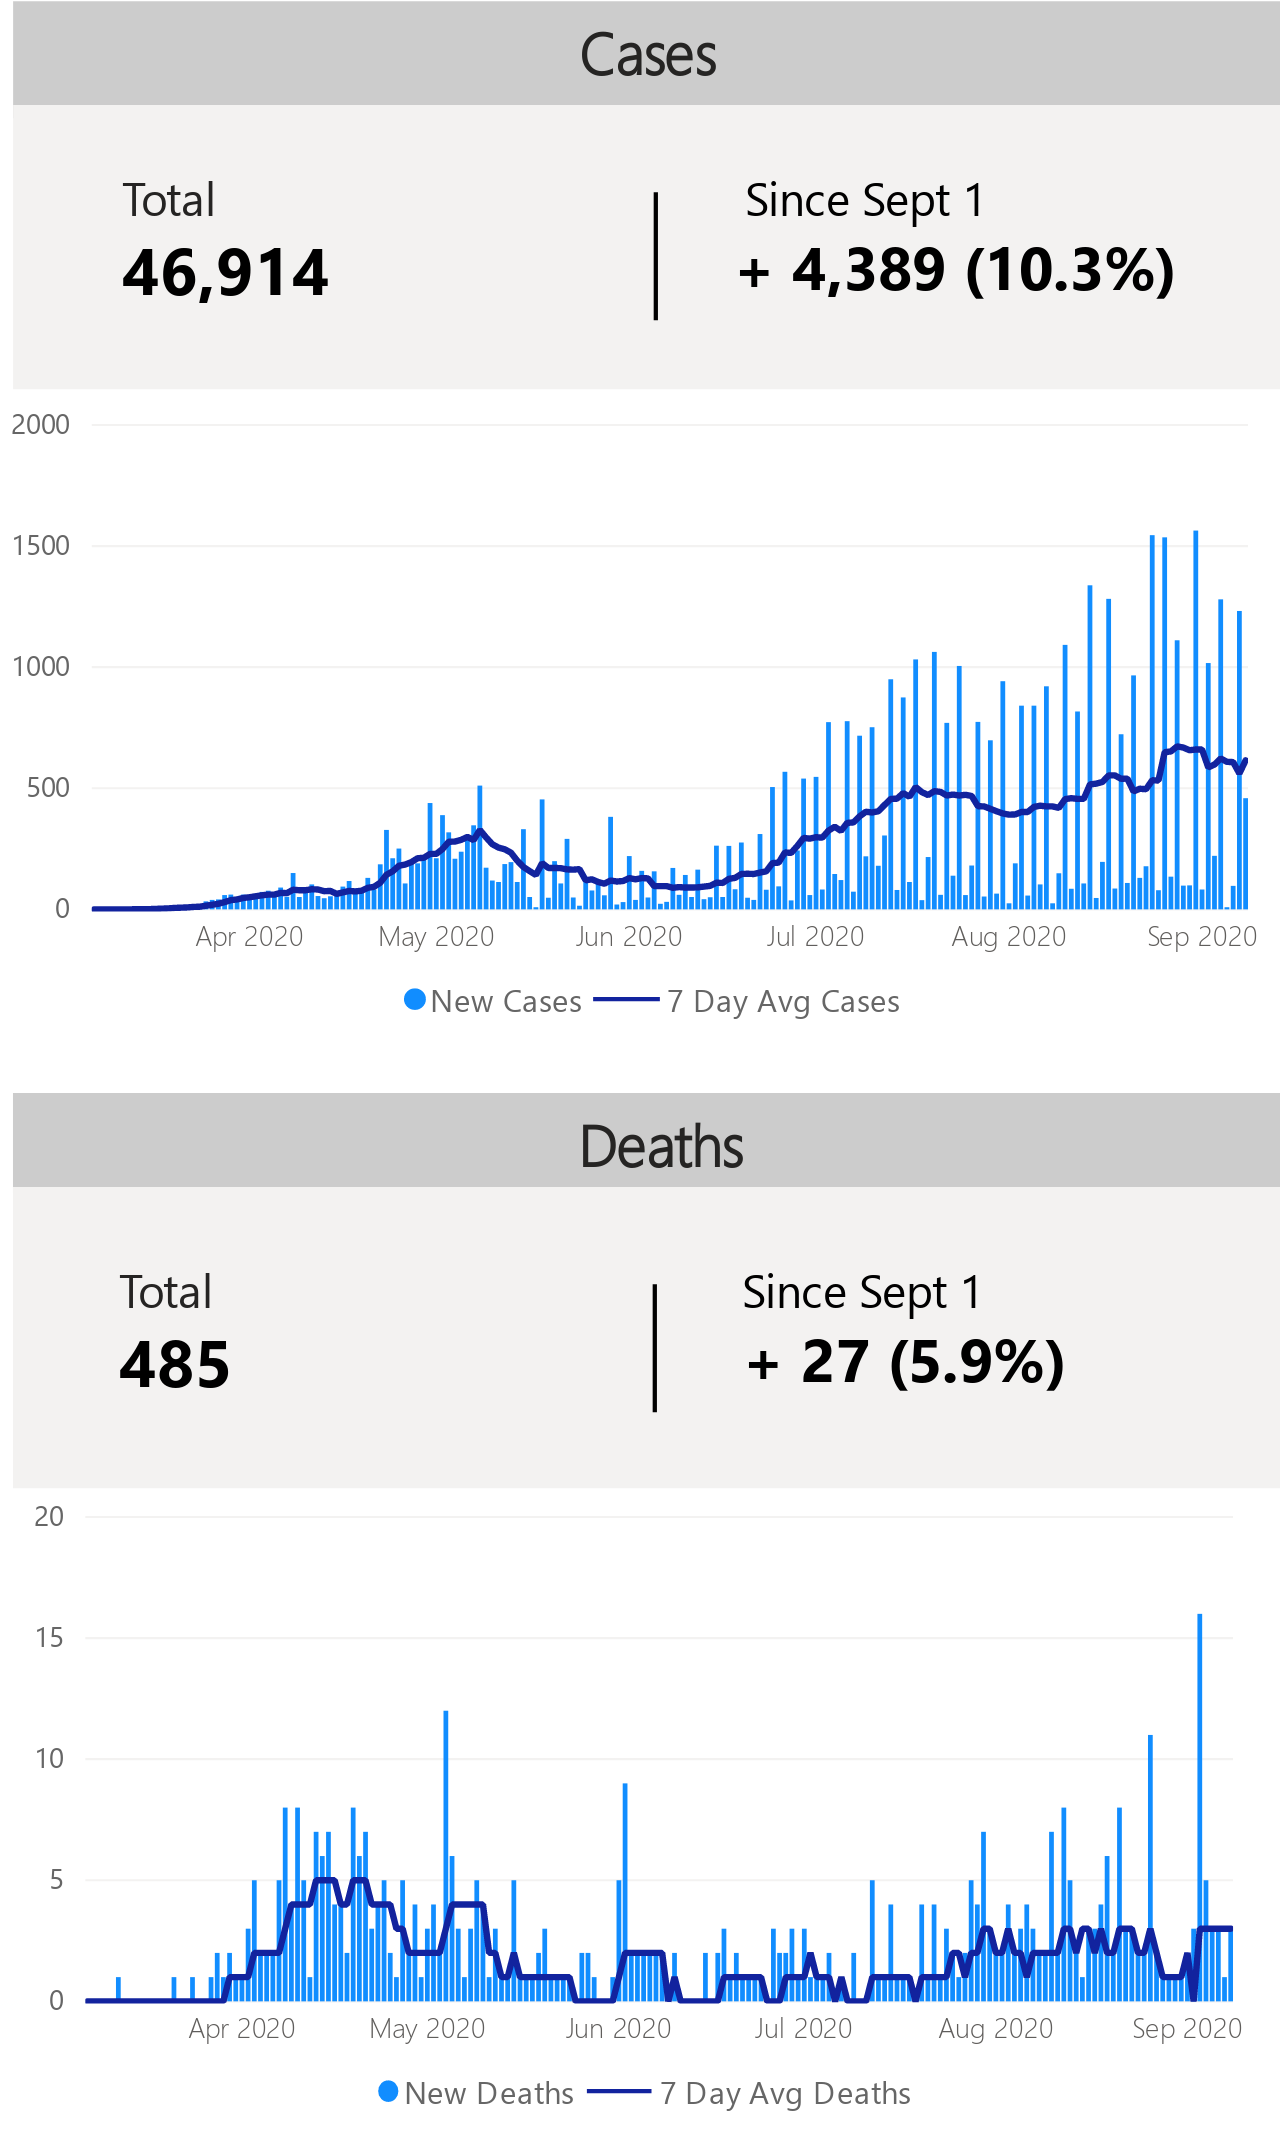 Cases
Total
Since Sept 1
46,914
+ 4,389 (10.3%)
2000
1500
1000
500
0
Apr 2020 May 2020 Jun 2020 Jul 2020 Aug 2020 Sep 2020
New Cases 7 Day Avg Cases
Deaths
Total
Since Sept 1
485
+ 27 (5.9%)
20
15
10
5
0
Apr 2020 May 2020 Jun 2020 Jul 2020 Aug 2020 Sep 2020
New Deaths 7 Day Avg Deaths